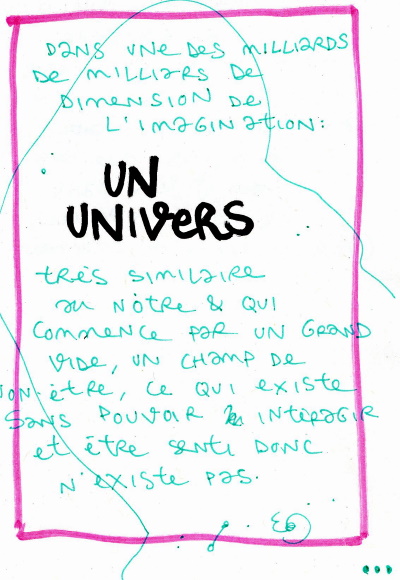 DANS UNE DES MILLIARDS
DE MILLIARS DE
DIMENSION DE
L'IMAGINATION:
UN
UNIVERS
TRÈS SIMILAIRE
AU NÔTRE & QUI
COMMENCE PAR UN GRAND
VIDE, UN CHAMP DE
NON-ÊTRE, CE QUI EXISTE
SANS POUVOIR INTERAGIR
ET ÊTRE SENTI DONC
N'EXISTE PAS.
...